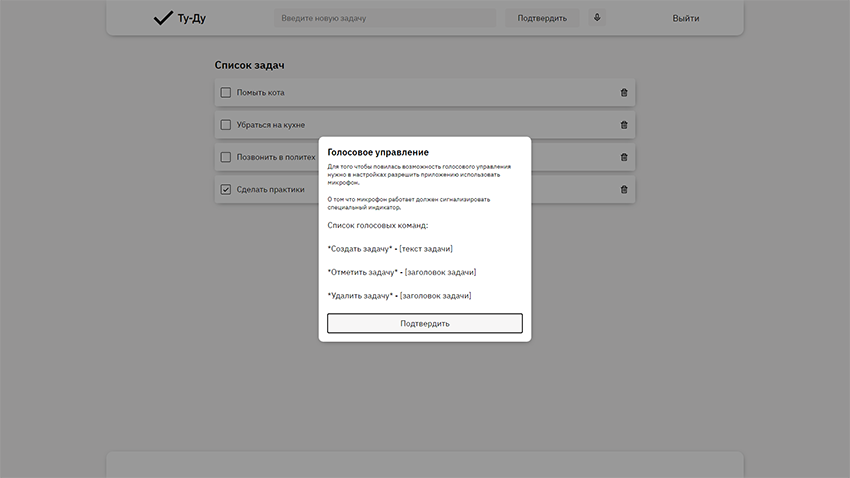 Ту-Ду
Введите новую задачу
Подтвердить
Выйти
Список задач
Помыть кота
Убраться на кухне
Позвонить в политех
Сделать практики
Голосовое управление
Для того чтобы повилась возможность голосового управления
нужно в настройках разрешить приложению использовать
микрофон.
О том что микрофон работвет должен сигнализировать
специальный индикатор.
Список голосовых команд:
*Создать задачу* - [текст задачи]
*Отметить задачу* - [заголовок задачи]
*Удалить задачу* - [заголовок задачи]
Подтвердить